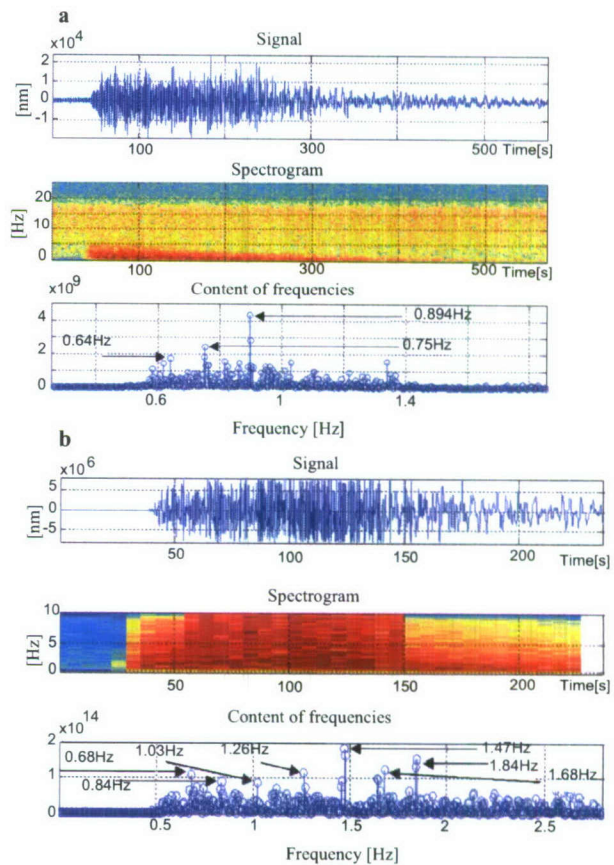 a
x10^4
Signal
[nm]
2
1
0
-1
100 300 500 Time[s]
Spectrogram
[Hz]
20
10
0
100 300 500 Time[s]
x10^9
Content of frequencies
4
2
0
0.64Hz
0.894Hz
0.75Hz
0.6 1 1.4
Frequency [Hz]
b
x10^6
Signal
[nm]
5
0
-5
50 100 150 200 Time[s]
Spectrogram
[Hz]
10
5
0
50 100 150 200 Time[s]
x10^14
Content of frequencies
2
1
0
0.68Hz
0.84Hz
1.03Hz
1.26Hz
1.47Hz
1.84Hz
1.68Hz
0.5 1 1.5 2 2.5
Frequency [Hz]